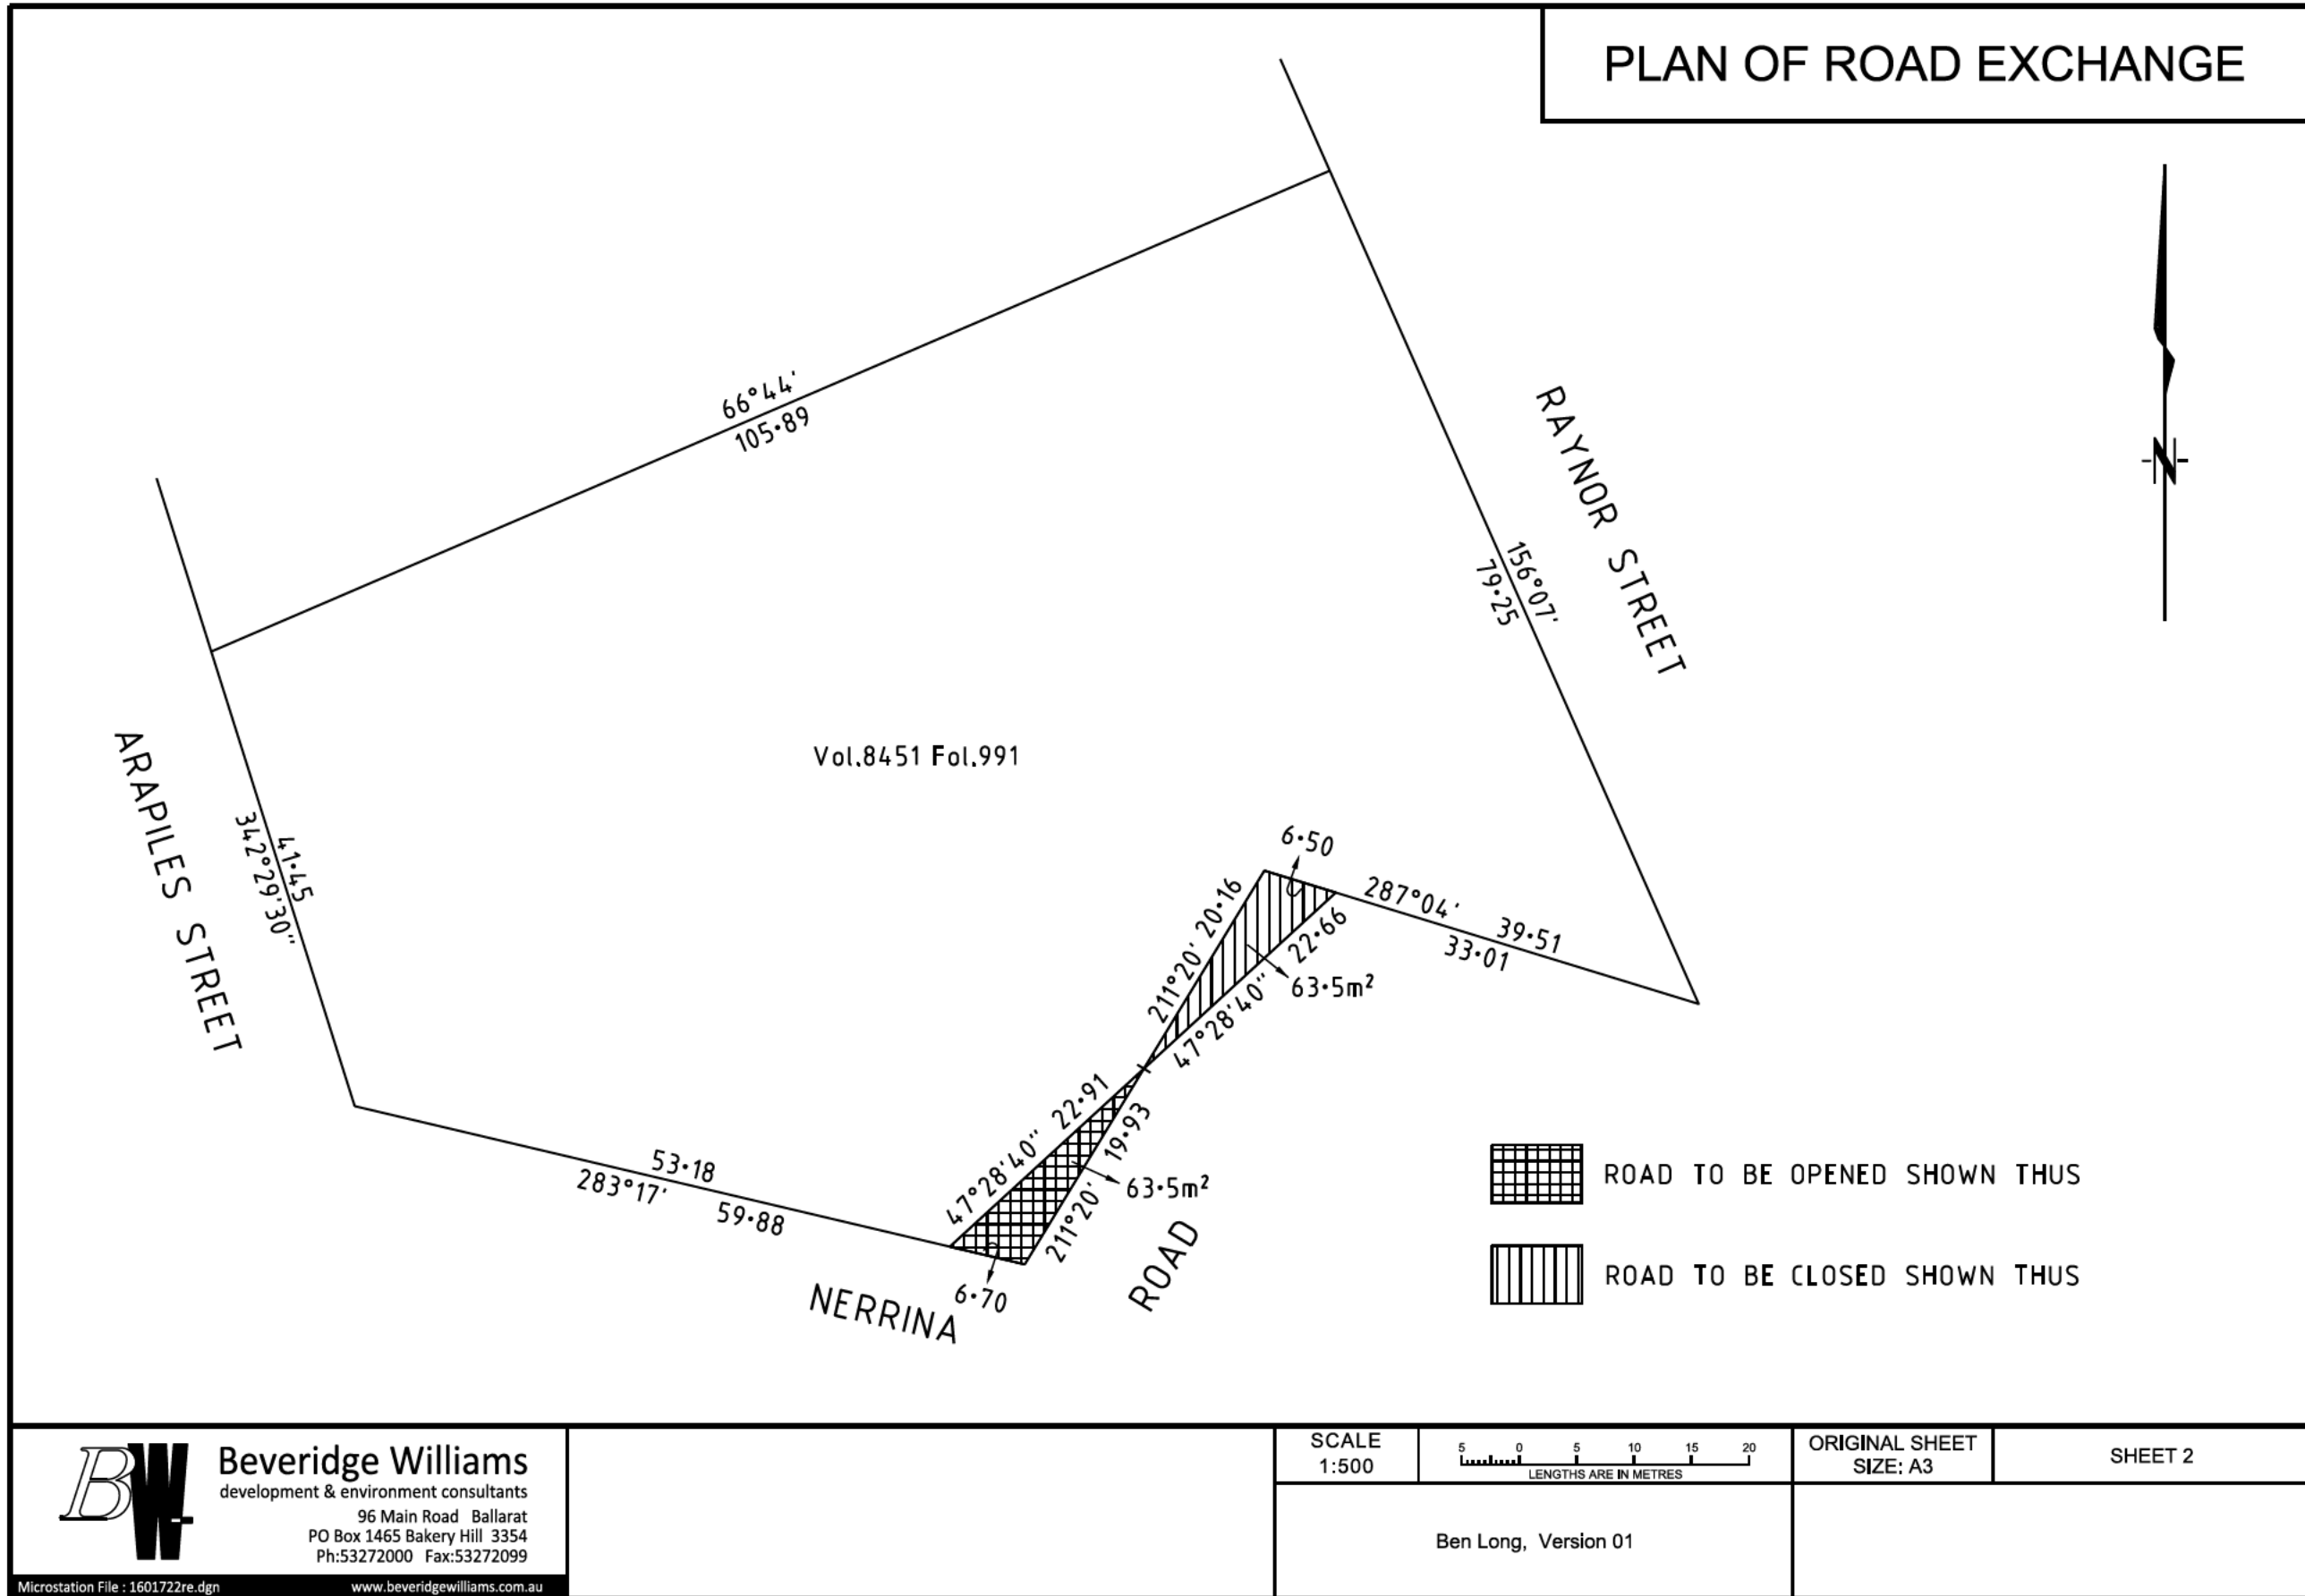 PLAN OF ROAD EXCHANGE
N
66°44'
105·89
RAYNOR STREET
156°07'
79·25
Vol.8451 Fol.991
ARAPILES STREET
41·45
342°29'30"
6·50
287°04' 39·51
33·01
211°20' 20·16
22·66
47°28'40"
63·5m²
47°28'40" 22·91
211°20' 19·93
63·5m²
53·18
283°17'
59·88
6·70
NERRINA ROAD
ROAD TO BE OPENED SHOWN THUS
ROAD TO BE CLOSED SHOWN THUS
BW
Beveridge Williams
development & environment consultants
96 Main Road Ballarat
PO Box 1465 Bakery Hill 3354
Ph:53272000 Fax:53272099
Microstation File : 1601722re.dgn www.beveridgewilliams.com.au
SCALE
1:500
5 0 5 10 15 20
LENGTHS ARE IN METRES
ORIGINAL SHEET
SIZE: A3
SHEET 2
Ben Long, Version 01